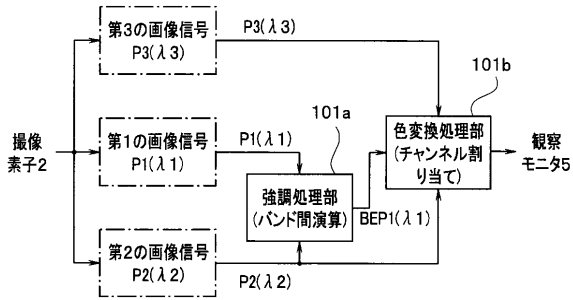 第3の画像信号
P3(λ3)
P3(λ3)
101b
101a
撮像
素子2
第1の画像信号
P1(λ1)
P1(λ1)
色変換処理部
(チャンネル割
り当て)
観察
モニタ5
強調処理部
(バンド間演算)
BEP1(λ1)
第2の画像信号
P2(λ2)
P2(λ2)